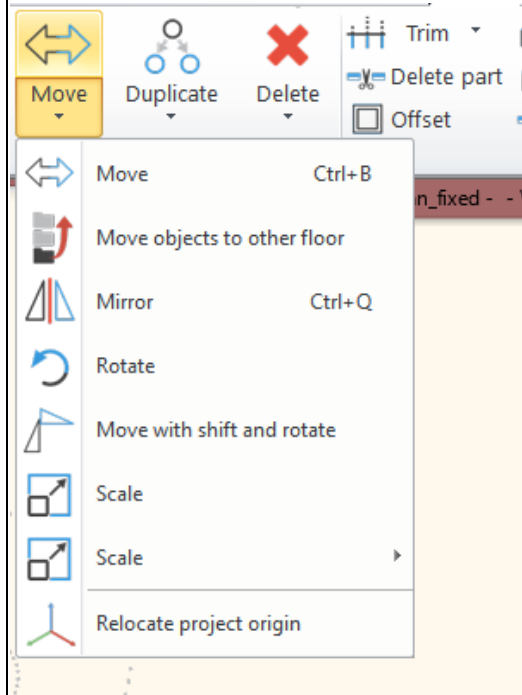 Trim
Move Duplicate Delete Delete part
Offset
Move Ctrl+B
n_fixed - -
Move objects to other floor
Mirror Ctrl+Q
Rotate
Move with shift and rotate
Scale
Scale
Relocate project origin